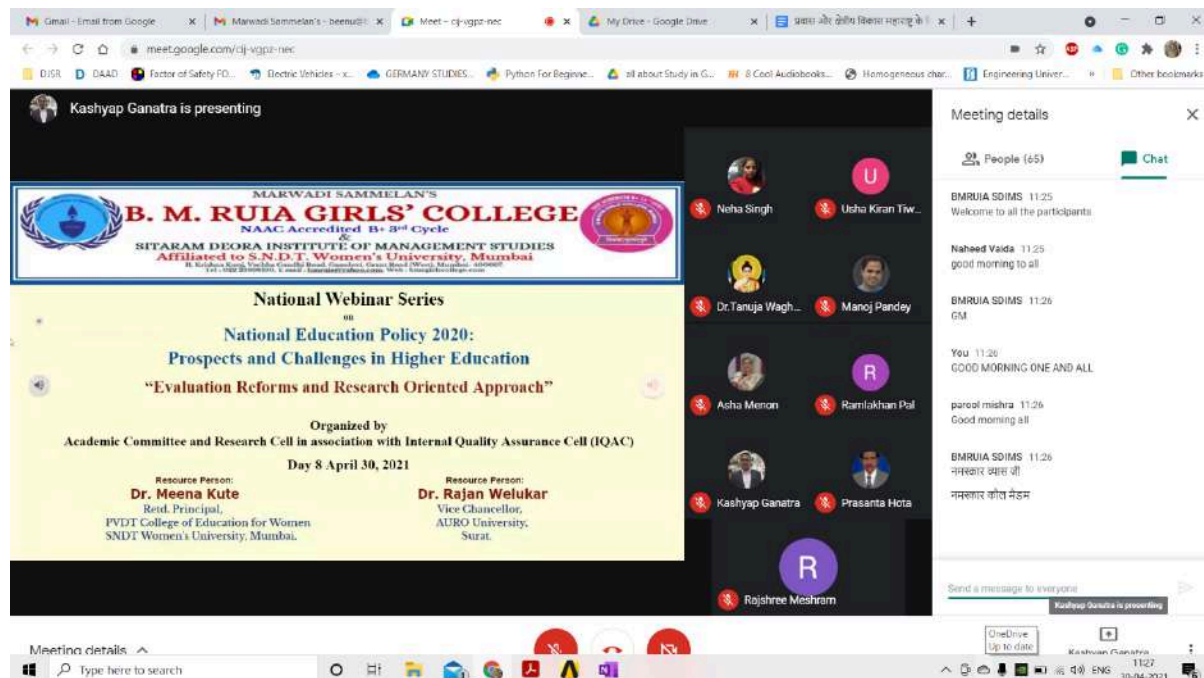 Gmail - Email from Google
Marwadi Sammelan's - beenu@
Meet - cij-vgpz-nec
My Drive - Google Drive
प्रवास और क्षेत्रीय विकास महाराष्ट्र के
meet.google.com/cij-vgpz-nec
DJSR
DAAD
Factor of Safety FO...
Electric Vehicles - x...
GERMANY STUDIES...
Python For Beginne...
all about Study in G...
8 Cool Audiobooks...
Homogeneous char...
Engineering Univer...
Other bookmarks
Kashyap Ganatra is presenting
MARWADI SAMMELAN'S
B. M. RUIA GIRLS' COLLEGE
NAAC Accredited B+ 3rd Cycle
&
SITARAM DEORA INSTITUTE OF MANAGEMENT STUDIES
Affiliated to S.N.D.T. Women's University, Mumbai
National Webinar Series
on
National Education Policy 2020:
Prospects and Challenges in Higher Education
“Evaluation Reforms and Research Oriented Approach”
Organized by
Academic Committee and Research Cell in association with Internal Quality Assurance Cell (IQAC)
Day 8 April 30, 2021
Resource Person:
Dr. Meena Kute
Retd. Principal,
PVDT College of Education for Women
SNDT Women's University, Mumbai.
Resource Person:
Dr. Rajan Welukar
Vice Chancellor,
AURO University,
Surat.
Neha Singh
U
Usha Kiran Tiw...
Dr.Tanuja Wagh...
Manoj Pandey
Asha Menon
R
Ramlakhan Pal
Kashyap Ganatra
Prasanta Hota
R
Rajshree Meshram
Meeting details
People (65)
Chat
BMRUIA SDIMS 11:25
Welcome to all the participants
Naheed Vaida 11:25
good morning to all
BMRUIA SDIMS 11:26
GM
You 11:26
GOOD MORNING ONE AND ALL
parool mishra 11:26
Good morning all
BMRUIA SDIMS 11:26
नमस्कार व्यास जी
नमस्कार कौल मैडम
Send a message to everyone
Kashyap Ganatra is presenting
Meeting details
OneDrive
Up to date
Kashyap Ganatra
Type here to search
ENG
11:27
30-04-2021